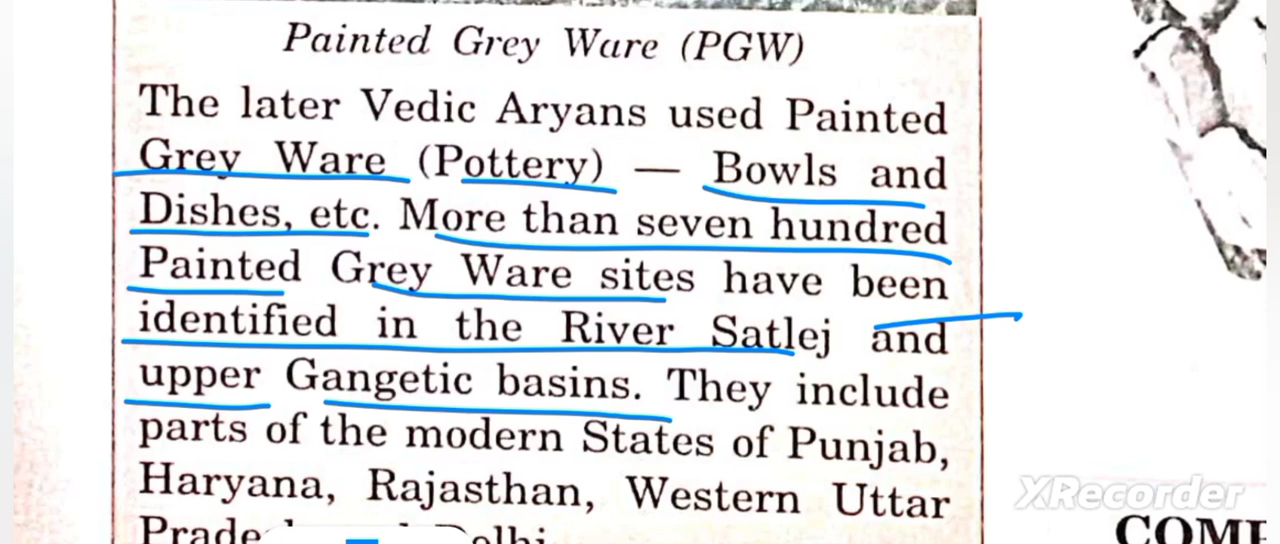 Painted Grey Ware (PGW)
The later Vedic Aryans used Painted
Grey Ware (Pottery) — Bowls and
Dishes, etc. More than seven hundred
Painted Grey Ware sites have been
identified in the River Satlej and
upper Gangetic basins. They include
parts of the modern States of Punjab,
Haryana, Rajasthan, Western Uttar
XRecorder